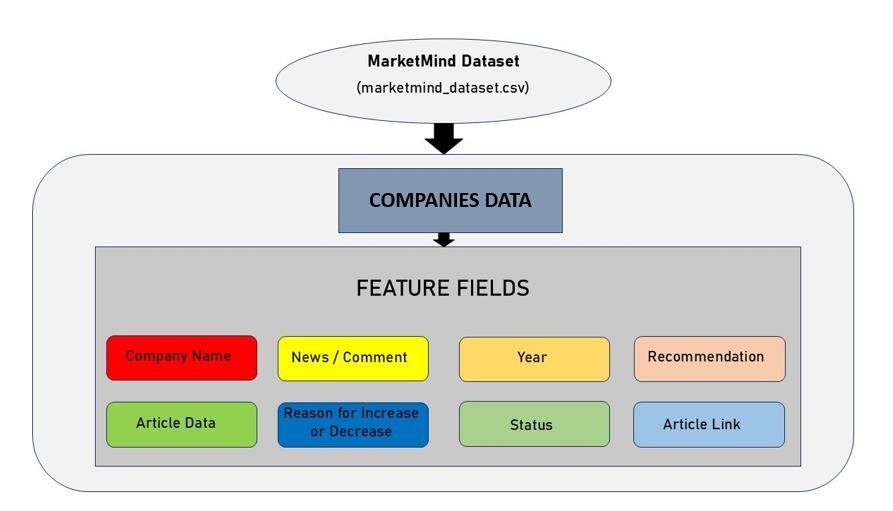 MarketMind Dataset
(marketmind_dataset.csv)
COMPANIES DATA
FEATURE FIELDS
Company Name
News / Comment
Year
Recommendation
Article Data
Reason for Increase
or Decrease
Status
Article Link